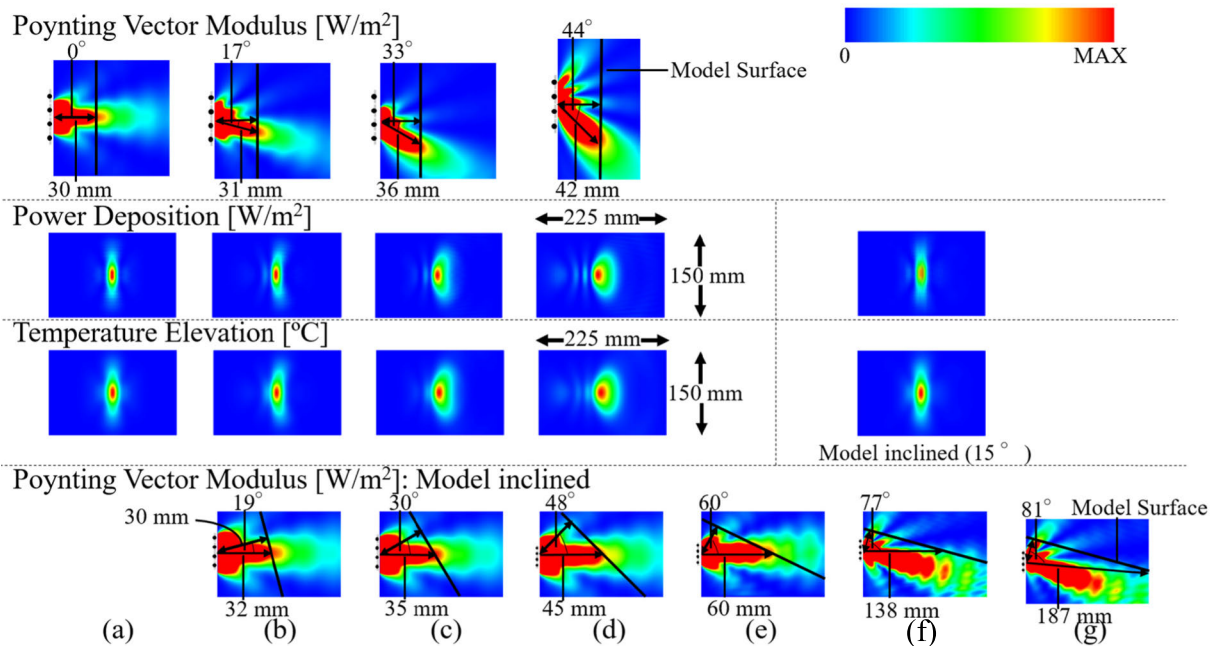 Poynting Vector Modulus [W/m²]
0 MAX
0° 17° 33° 44°
Model Surface
30 mm 31 mm 36 mm 42 mm
Power Deposition [W/m²]
225 mm
150 mm
Temperature Elevation [ºC]
225 mm
150 mm
Model inclined (15° )
Poynting Vector Modulus [W/m²]: Model inclined
19° 30° 48° 60° 77° 81°
30 mm
Model Surface
32 mm 35 mm 45 mm 60 mm 138 mm 187 mm
(a) (b) (c) (d) (e) (f) (g)